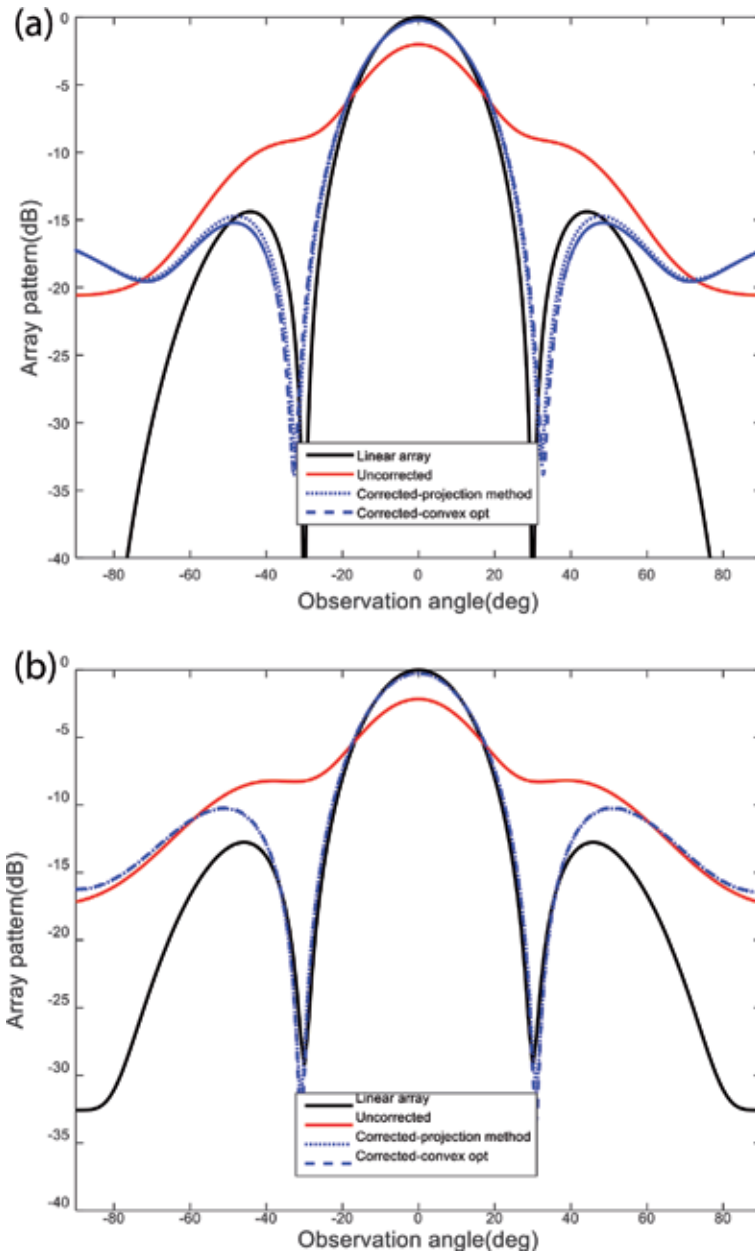 (a)
0
-5
-10
-15
-20
-25
-30
-35
-40
Array pattern(dB)
Linear array
Uncorrected
Corrected-projection method
Corrected-convex opt
-80 -60 -40 -20 0 20 40 60 80
Observation angle(deg)
(b)
0
-5
-10
-15
-20
-25
-30
-35
-40
Array pattern(dB)
Linear array
Uncorrected
Corrected-projection method
Corrected-convex opt
-80 -60 -40 -20 0 20 40 60 80
Observation angle(deg)